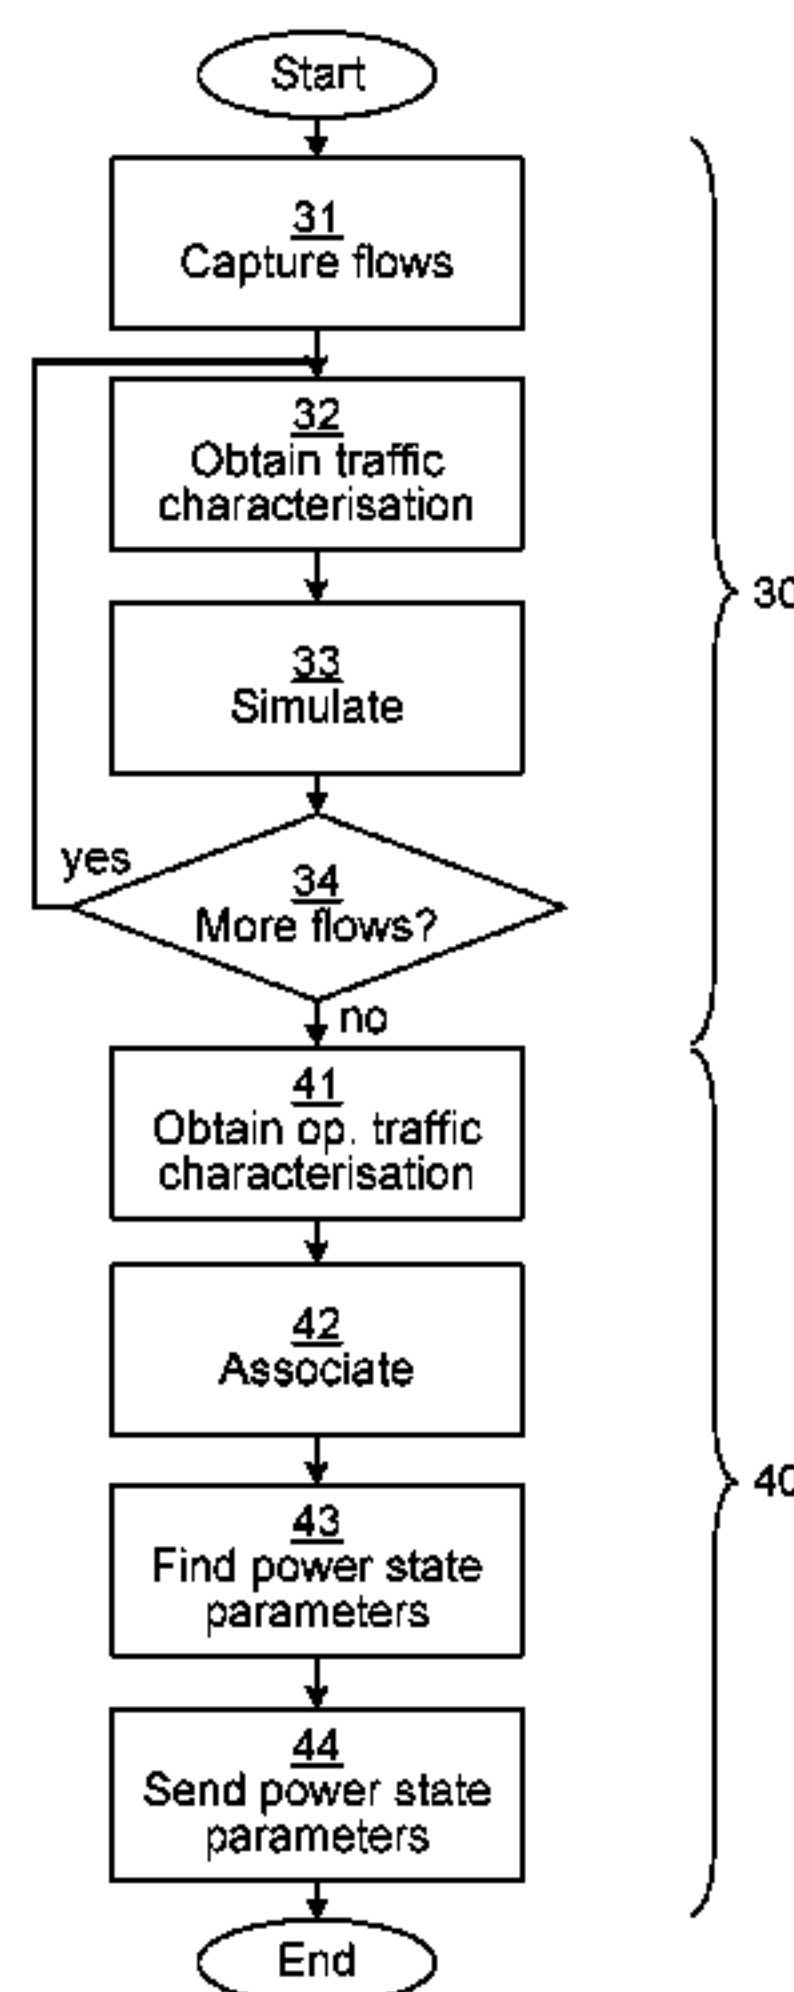 Start
31
Capture flows
32
Obtain traffic
characterisation
30
33
Simulate
yes
34
More flows?
no
41
Obtain op. traffic
characterisation
42
Associate
40
43
Find power state
parameters
44
Send power state
parameters
End